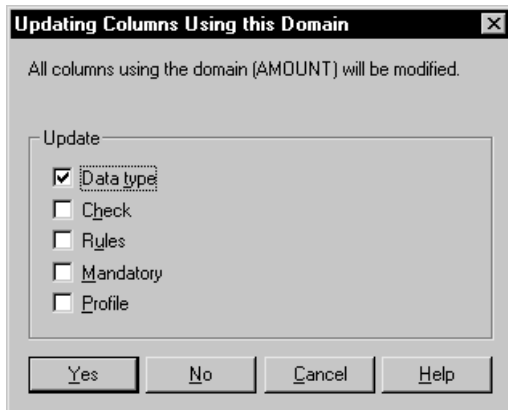 Updating Columns Using this Domain
All columns using the domain (AMOUNT) will be modified.
Update
Data type
Check
Rules
Mandatory
Profile
Yes No Cancel Help